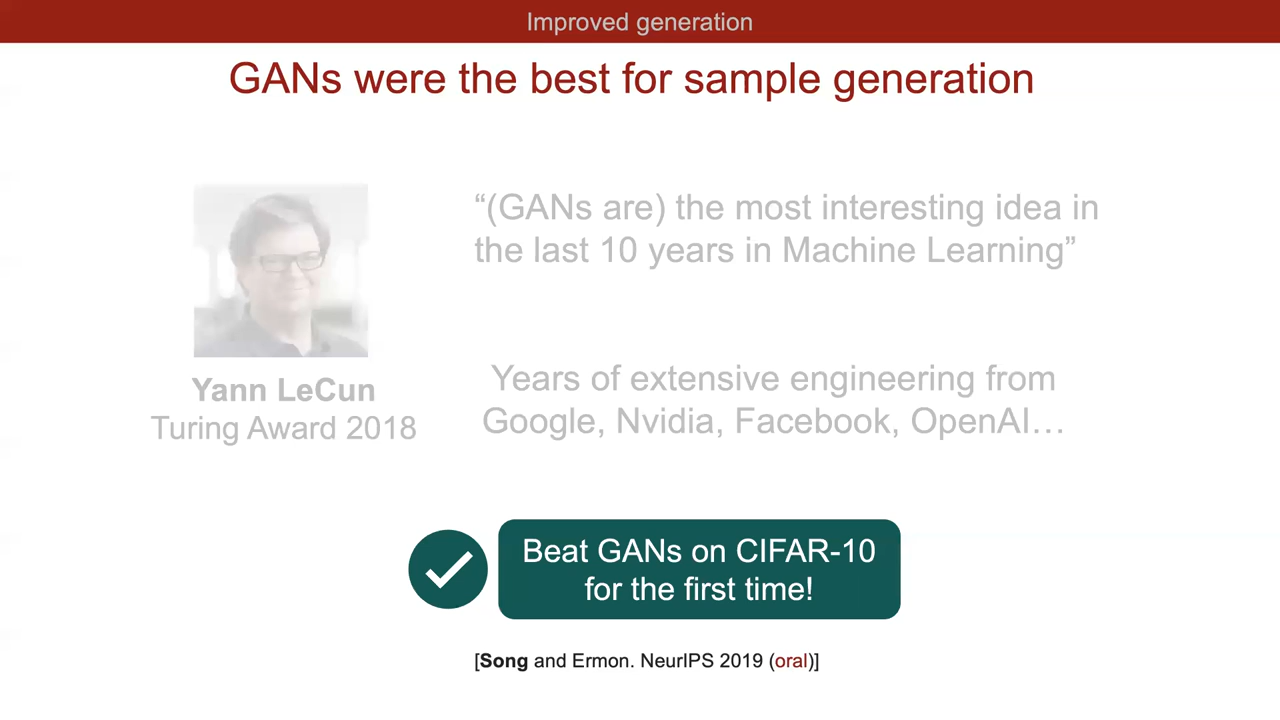 Improved generation
GANs were the best for sample generation
“(GANs are) the most interesting idea in
the last 10 years in Machine Learning”
Yann LeCun
Turing Award 2018
Years of extensive engineering from
Google, Nvidia, Facebook, OpenAI…
Beat GANs on CIFAR-10
for the first time!
[Song and Ermon. NeurIPS 2019 (oral)]